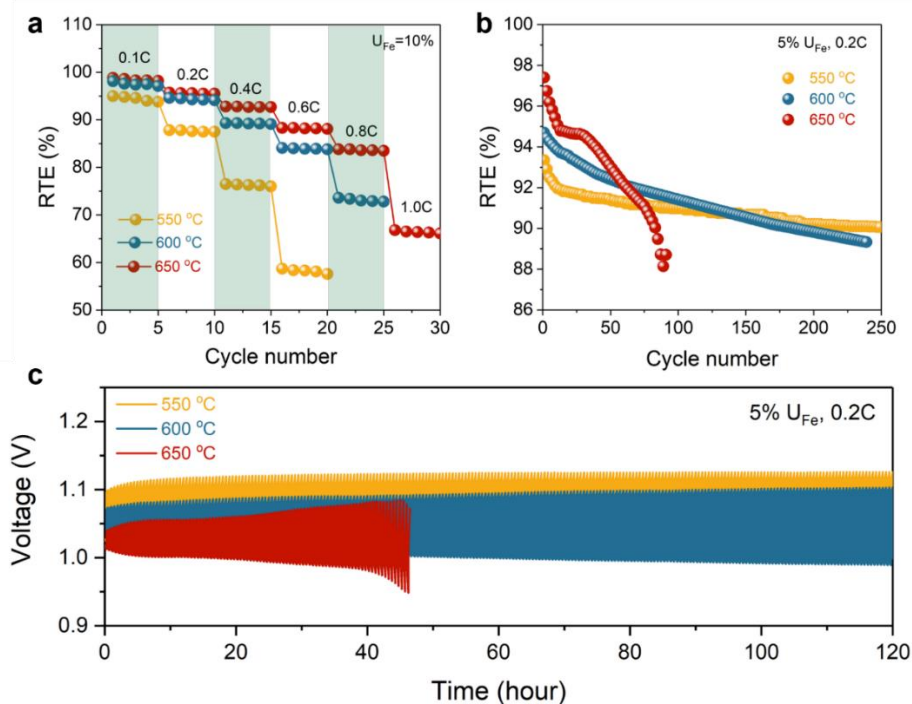 a
110
100
90
80
70
60
50
RTE (%)
U_Fe=10%
0.1C
0.2C
0.4C
0.6C
0.8C
1.0C
550 °C
600 °C
650 °C
0 5 10 15 20 25 30
Cycle number
b
100
98
96
94
92
90
88
86
RTE (%)
5% U_Fe, 0.2C
550 °C
600 °C
650 °C
0 50 100 150 200 250
Cycle number
c
550 °C
600 °C
650 °C
5% U_Fe, 0.2C
1.2
1.1
1.0
0.9
Voltage (V)
0 20 40 60 80 100 120
Time (hour)